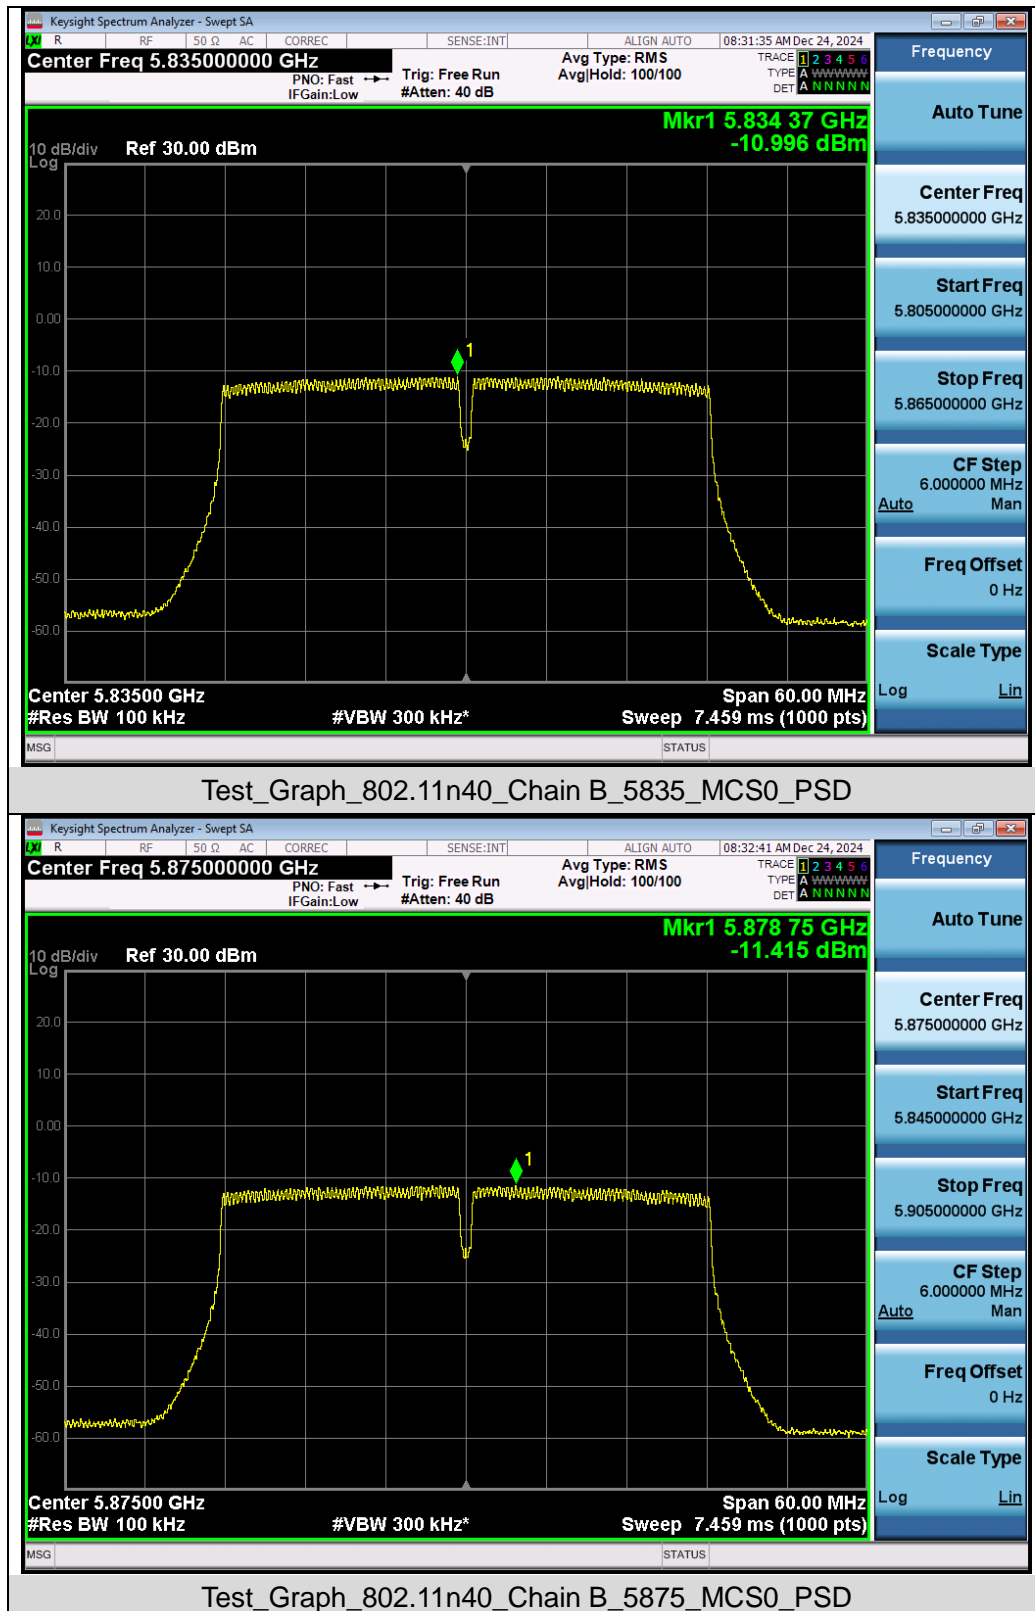 Keysight Spectrum Analyzer - Swept SA
LXI R RF 50 Ω AC CORREC SENSE:INT ALIGN AUTO 08:31:35 AM Dec 24, 2024
Center Freq 5.835000000 GHz
PNO: Fast Trig: Free Run Avg Type: RMS TRACE 1 2 3 4 5 6
IFGain:Low #Atten: 40 dB Avg|Hold: 100/100 TYPE A WWWWW
DET A N N N N N
Frequency
Auto Tune
Center Freq
5.835000000 GHz
Start Freq
5.805000000 GHz
Stop Freq
5.865000000 GHz
CF Step
6.000000 MHz
Auto Man
Freq Offset
0 Hz
Scale Type
Log Lin
Mkr1 5.834 37 GHz
-10.996 dBm
10 dB/div Ref 30.00 dBm
Log
20.0
10.0
0.00
-10.0
-20.0
-30.0
-40.0
-50.0
-60.0
1
Center 5.83500 GHz Span 60.00 MHz
#Res BW 100 kHz #VBW 300 kHz* Sweep 7.459 ms (1000 pts)
MSG STATUS
Test_Graph_802.11n40_Chain B_5835_MCS0_PSD
Keysight Spectrum Analyzer - Swept SA
LXI R RF 50 Ω AC CORREC SENSE:INT ALIGN AUTO 08:32:41 AM Dec 24, 2024
Center Freq 5.875000000 GHz
PNO: Fast Trig: Free Run Avg Type: RMS TRACE 1 2 3 4 5 6
IFGain:Low #Atten: 40 dB Avg|Hold: 100/100 TYPE A WWWWW
DET A N N N N N
Frequency
Auto Tune
Center Freq
5.875000000 GHz
Start Freq
5.845000000 GHz
Stop Freq
5.905000000 GHz
CF Step
6.000000 MHz
Auto Man
Freq Offset
0 Hz
Scale Type
Log Lin
Mkr1 5.878 75 GHz
-11.415 dBm
10 dB/div Ref 30.00 dBm
Log
20.0
10.0
0.00
-10.0
-20.0
-30.0
-40.0
-50.0
-60.0
1
Center 5.87500 GHz Span 60.00 MHz
#Res BW 100 kHz #VBW 300 kHz* Sweep 7.459 ms (1000 pts)
MSG STATUS
Test_Graph_802.11n40_Chain B_5875_MCS0_PSD